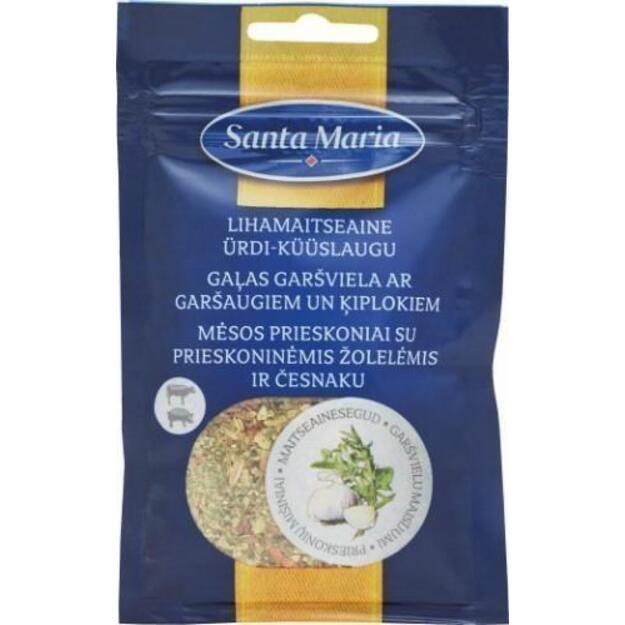 Santa Maria
LIHAMAITSEAINE
ÜRDI-KÜÜSLAUGU
GAĻAS GARŠVIELA AR
GARŠAUGIEM UN ĶIPLOKIEM
MĖSOS PRIESKONIAI SU
PRIESKONINĖMIS ŽOLELĖMIS
IR ČESNAKU
MAITSEAINESEGUD • GARŠVIELU MAISĪJUMI • PRIESKONIŲ MIŠINIAI •